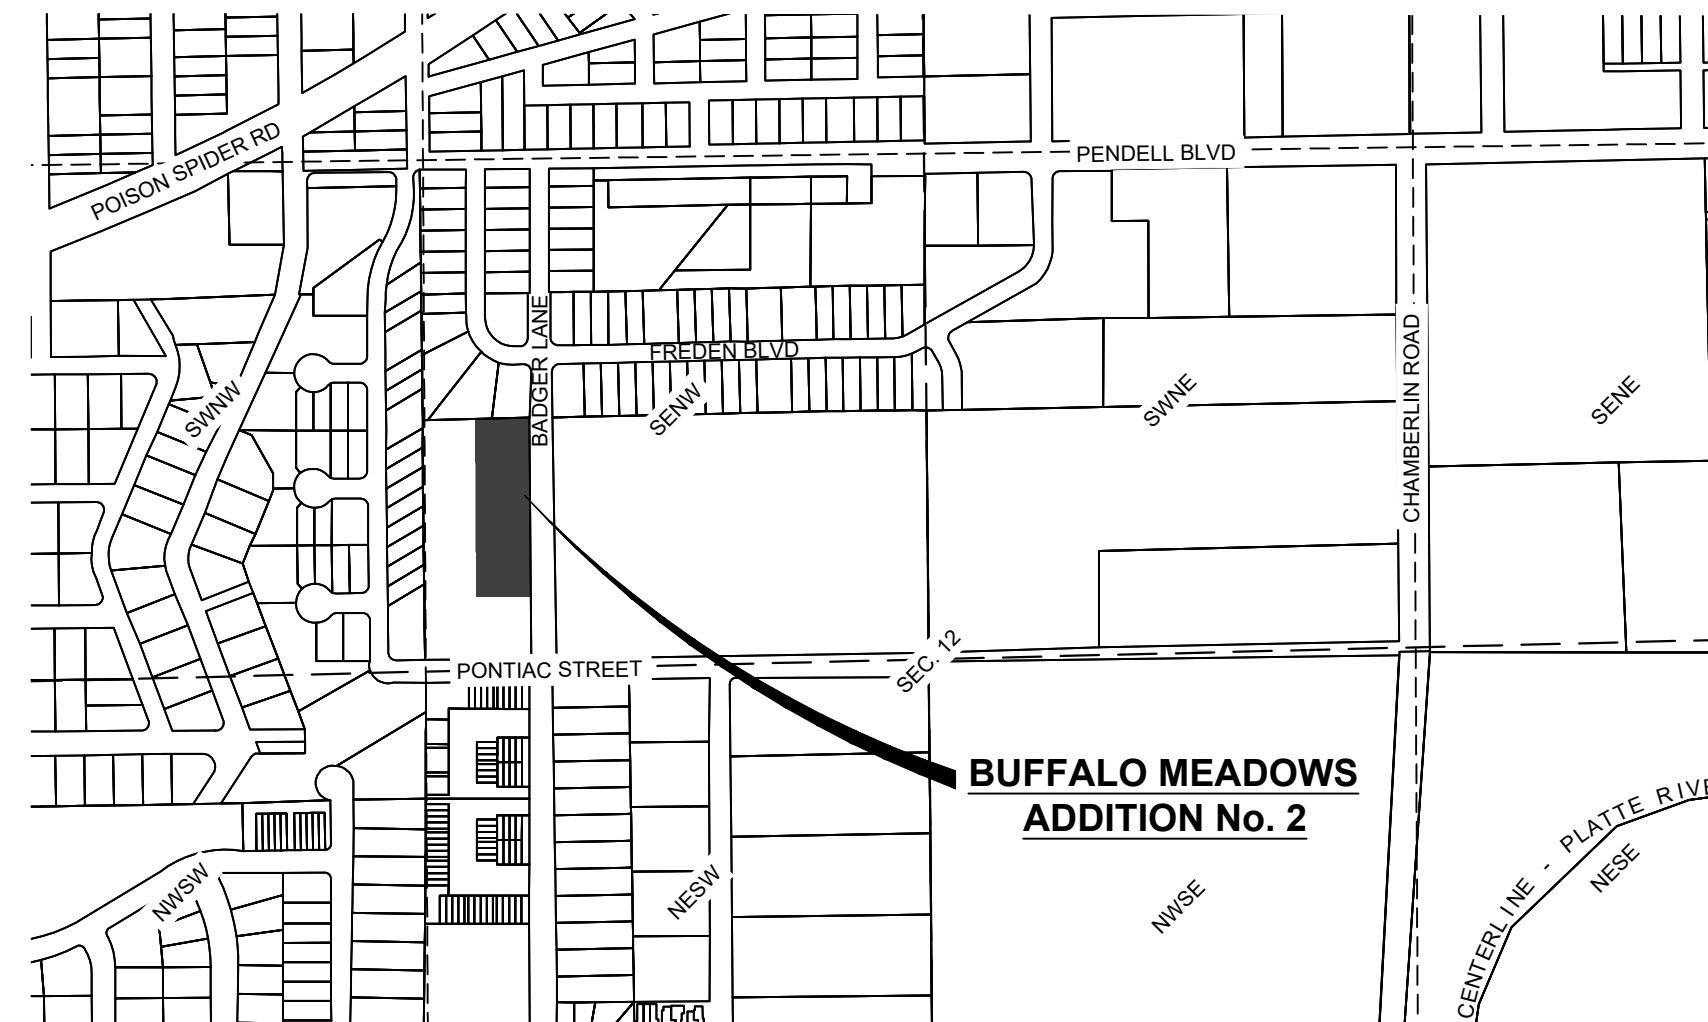 POISON SPIDER RD
PENDELL BLVD
BADGER LANE
FREDEN BLVD
CHAMBERLIN ROAD
SWNW
SENW
SWNE
SENE
SEC. 12
PONTIAC STREET
BUFFALO MEADOWS
ADDITION No. 2
NWSW
NESW
NWSE
NESE
CENTERLINE - PLATTE